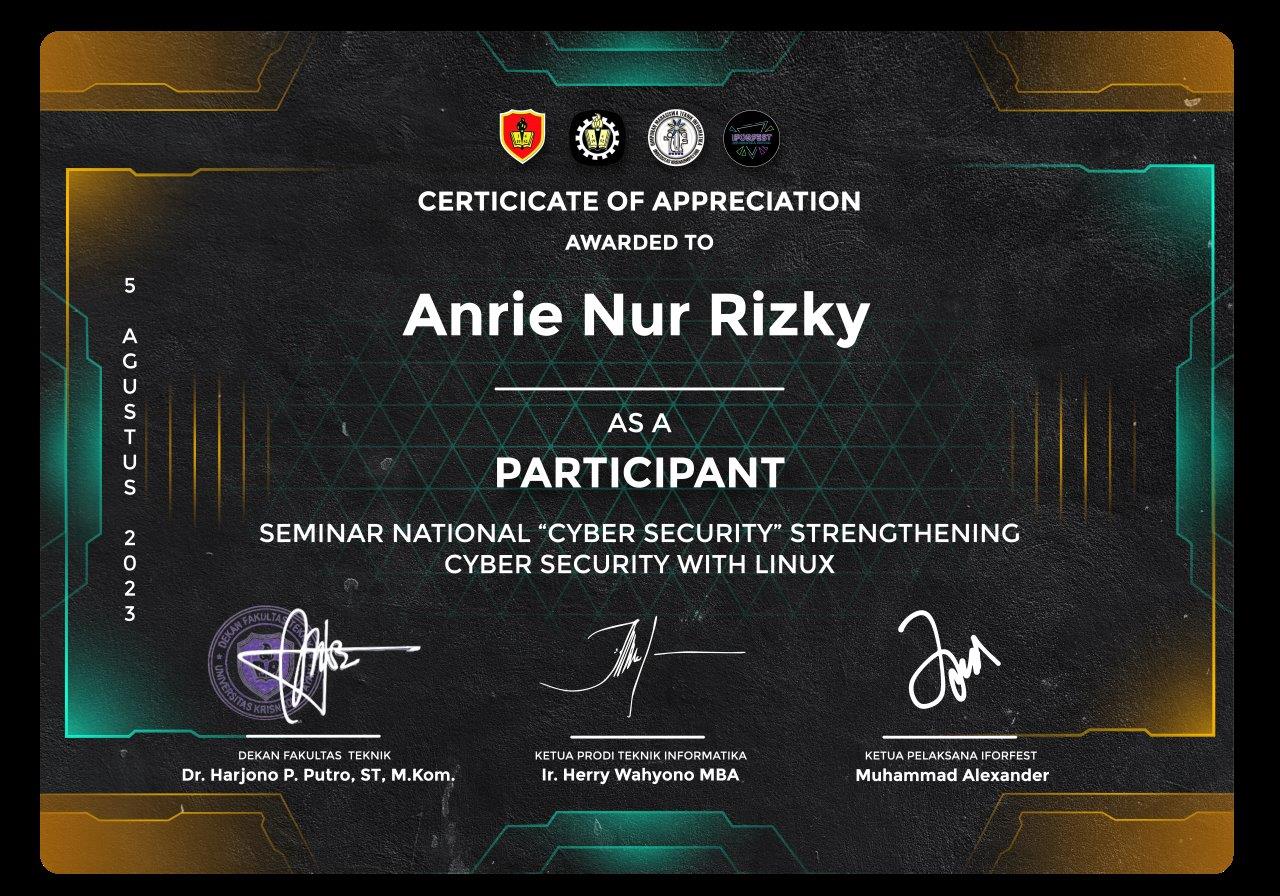 IFORFEST
CERTICICATE OF APPRECIATION
AWARDED TO
Anrie Nur Rizky
5 AGUSTUS 2023
AS A
PARTICIPANT
SEMINAR NATIONAL “CYBER SECURITY” STRENGTHENING
CYBER SECURITY WITH LINUX
DEKAN FAKULTAS TEKNIK
Dr. Harjono P. Putro, ST, M.Kom.
KETUA PRODI TEKNIK INFORMATIKA
Ir. Herry Wahyono MBA
KETUA PELAKSANA IFORFEST
Muhammad Alexander